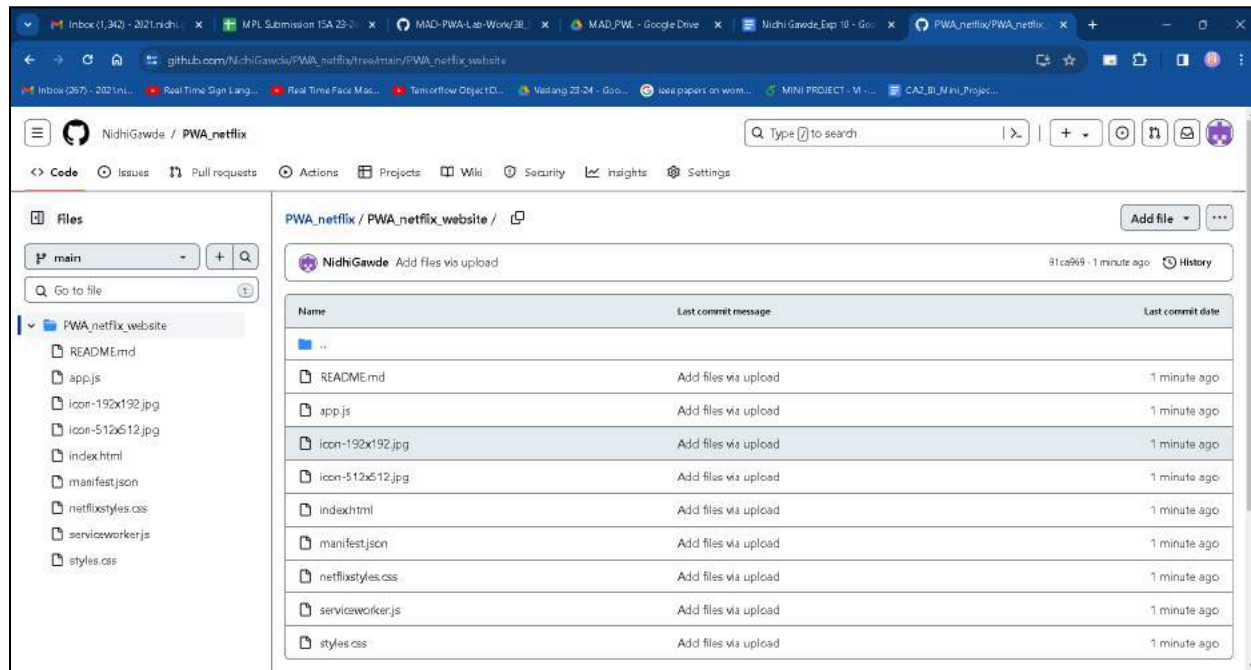 Inbox (1,342) - 2021.nidhi.g
MPL Submission 15A 23-2
MAD-PWA-Lab-Work/3B_
MAD_PWL - Google Drive
Nidhi Gawde_Exp 10 - Goo
PWA_netflix/PWA_netflix_
github.com/NidhiGawde/PWA_netflix/tree/main/PWA_netflix_website
Inbox (267) - 2021.ni...
Real Time Sign Lang...
Real Time Face Mas...
Tensorflow Object D...
Vaslang 23-24 - Goo...
ieee papers on wom...
MINI PROJECT - VI -...
CA2_BI_Mini_Projec...
NidhiGawde / PWA_netflix
Type / to search
Code
Issues
Pull requests
Actions
Projects
Wiki
Security
Insights
Settings
Files
main
Go to file
t
PWA_netflix_website
README.md
app.js
icon-192x192.jpg
icon-512x512.jpg
index.html
manifest.json
netflixstyles.css
serviceworker.js
styles.css
PWA_netflix / PWA_netflix_website /
Add file
NidhiGawde Add files via upload
91ca969 · 1 minute ago
History
Name Last commit message Last commit date
..
README.md Add files via upload 1 minute ago
app.js Add files via upload 1 minute ago
icon-192x192.jpg Add files via upload 1 minute ago
icon-512x512.jpg Add files via upload 1 minute ago
index.html Add files via upload 1 minute ago
manifest.json Add files via upload 1 minute ago
netflixstyles.css Add files via upload 1 minute ago
serviceworker.js Add files via upload 1 minute ago
styles.css Add files via upload 1 minute ago